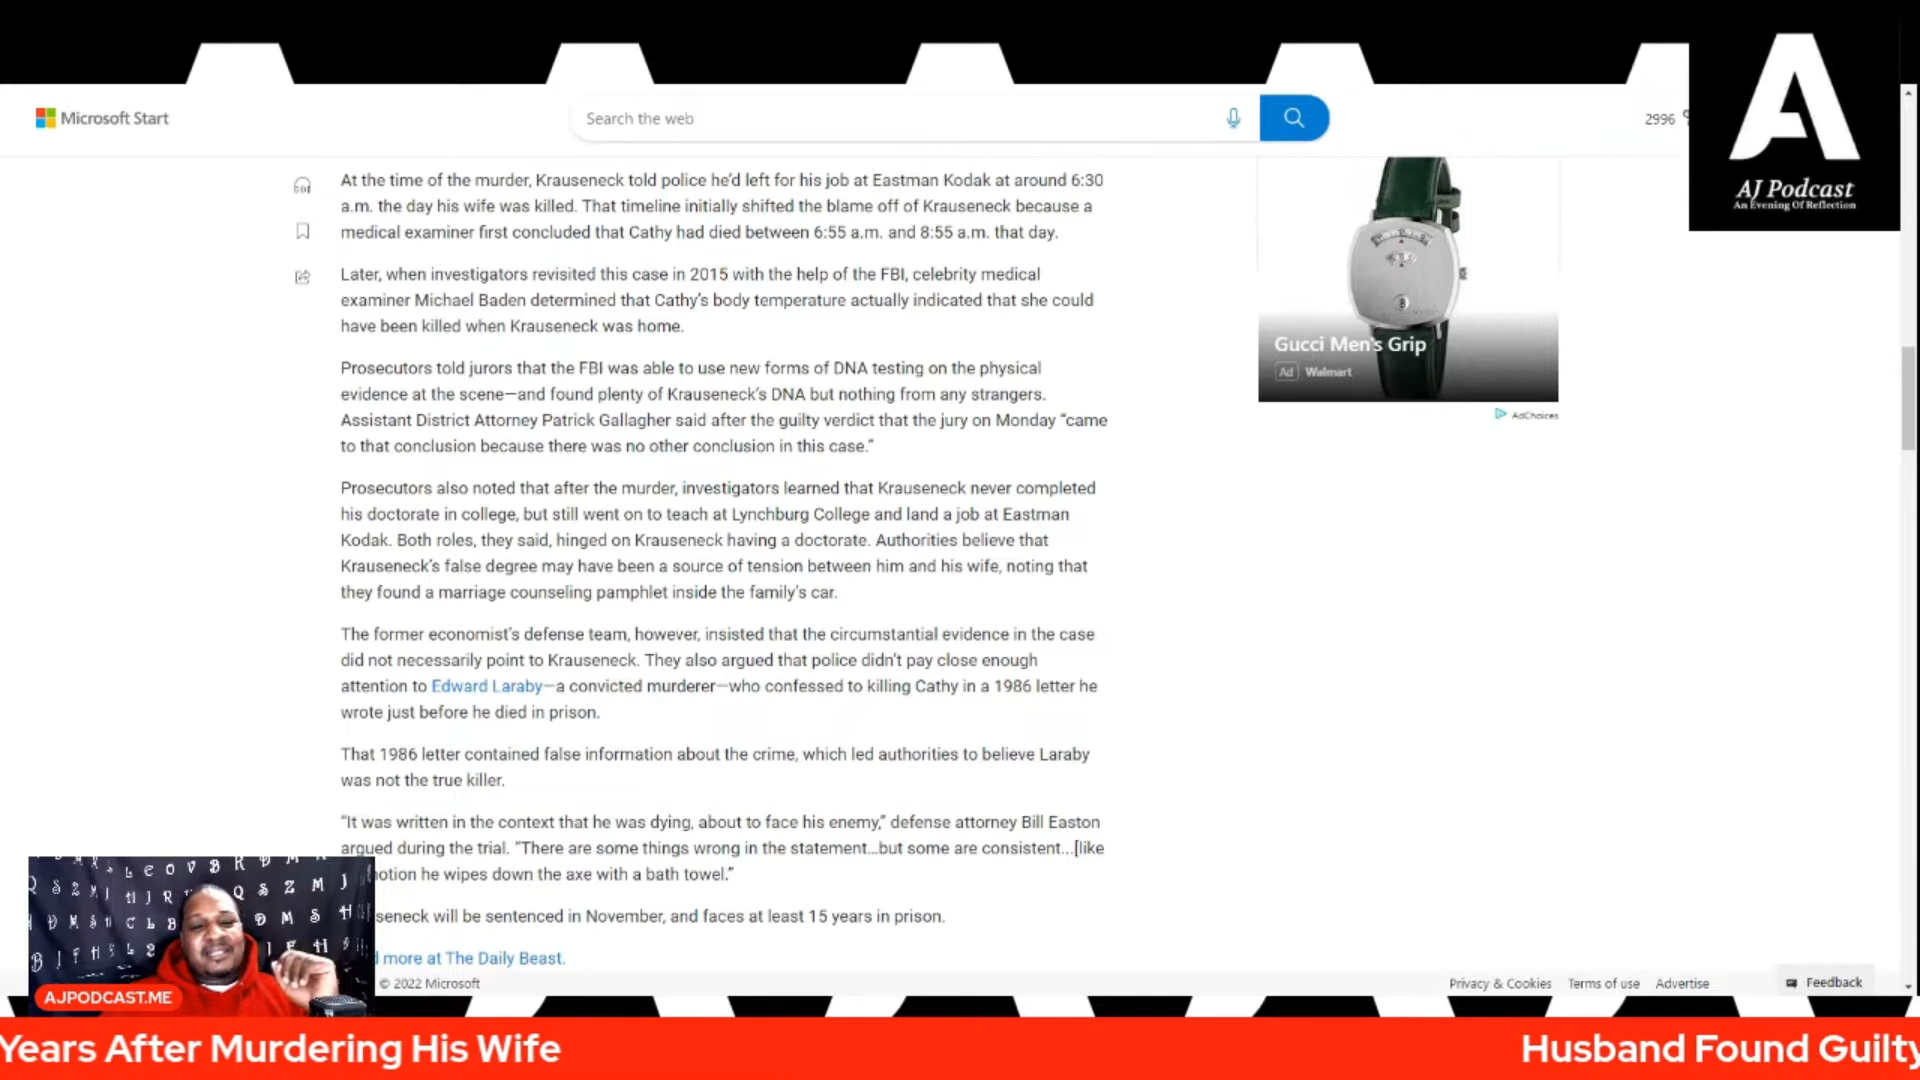 Microsoft Start
Search the web
2996
A
AJ Podcast
An Evening Of Reflection
At the time of the murder, Krauseneck told police he'd left for his job at Eastman Kodak at around 6:30
a.m. the day his wife was killed. That timeline initially shifted the blame off of Krauseneck because a
medical examiner first concluded that Cathy had died between 6:55 a.m. and 8:55 a.m. that day.
Later, when investigators revisited this case in 2015 with the help of the FBI, celebrity medical
examiner Michael Baden determined that Cathy's body temperature actually indicated that she could
have been killed when Krauseneck was home.
Prosecutors told jurors that the FBI was able to use new forms of DNA testing on the physical
evidence at the scene—and found plenty of Krauseneck's DNA but nothing from any strangers.
Assistant District Attorney Patrick Gallagher said after the guilty verdict that the jury on Monday “came
to that conclusion because there was no other conclusion in this case.”
Prosecutors also noted that after the murder, investigators learned that Krauseneck never completed
his doctorate in college, but still went on to teach at Lynchburg College and land a job at Eastman
Kodak. Both roles, they said, hinged on Krauseneck having a doctorate. Authorities believe that
Krauseneck's false degree may have been a source of tension between him and his wife, noting that
they found a marriage counseling pamphlet inside the family's car.
The former economist's defense team, however, insisted that the circumstantial evidence in the case
did not necessarily point to Krauseneck. They also argued that police didn't pay close enough
attention to Edward Laraby—a convicted murderer—who confessed to killing Cathy in a 1986 letter he
wrote just before he died in prison.
That 1986 letter contained false information about the crime, which led authorities to believe Laraby
was not the true killer.
“It was written in the context that he was dying, about to face his enemy,” defense attorney Bill Easton
argued during the trial. “There are some things wrong in the statement…but some are consistent…[like
otion he wipes down the axe with a bath towel.”
seneck will be sentenced in November, and faces at least 15 years in prison.
d more at The Daily Beast.
Gucci Men's Grip
Ad Walmart
AdChoices
© 2022 Microsoft
Privacy & Cookies
Terms of use
Advertise
Feedback
AJPODCAST.ME
Years After Murdering His Wife
Husband Found Guilty